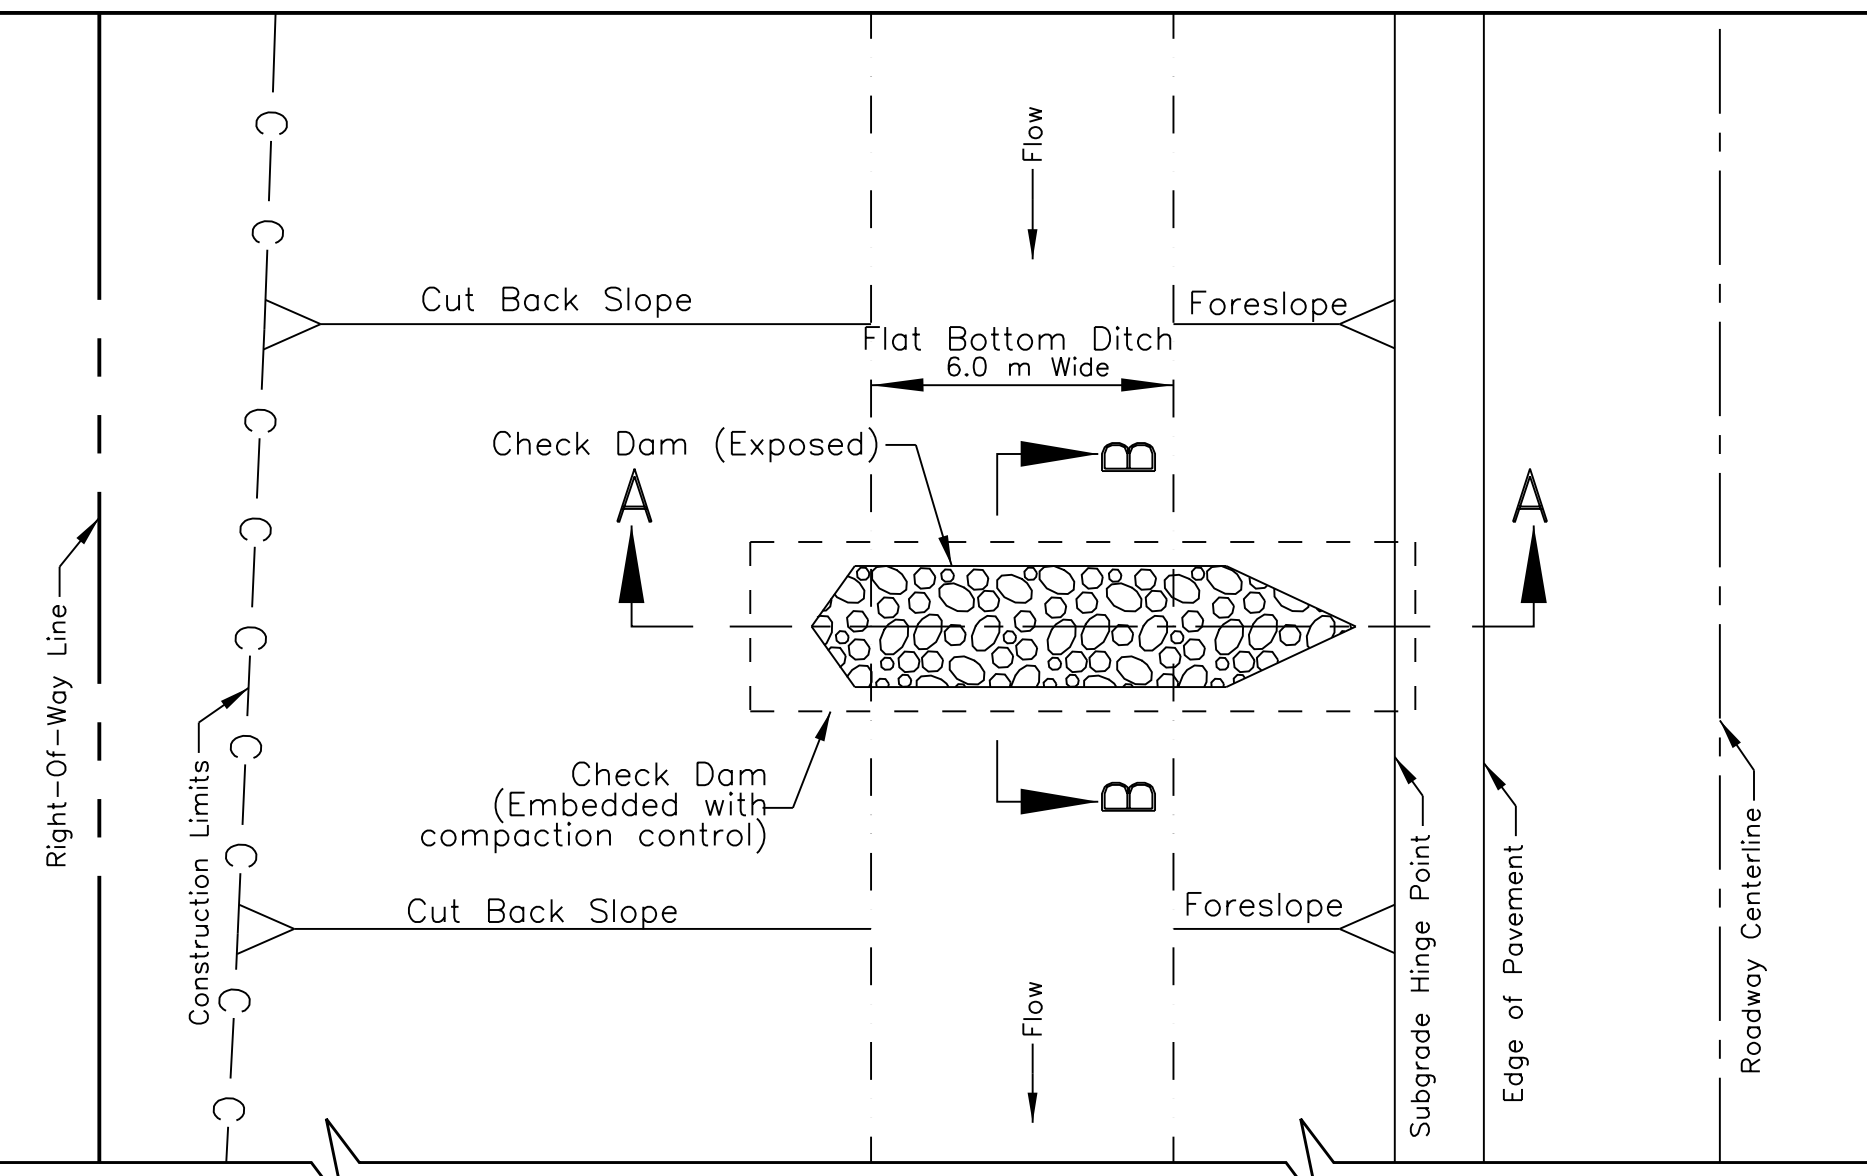 C
Flow
C
Cut Back Slope
Foreslope
Flat Bottom Ditch
6.0 m Wide
C
Check Dam (Exposed)
B
A
A
C
C
Right-Of-Way Line
C
Construction Limits
Check Dam
(Embedded with
compaction control)
B
C
Cut Back Slope
Foreslope
Subgrade Hinge Point
Edge of Pavement
Roadway Centerline
C
Flow
C